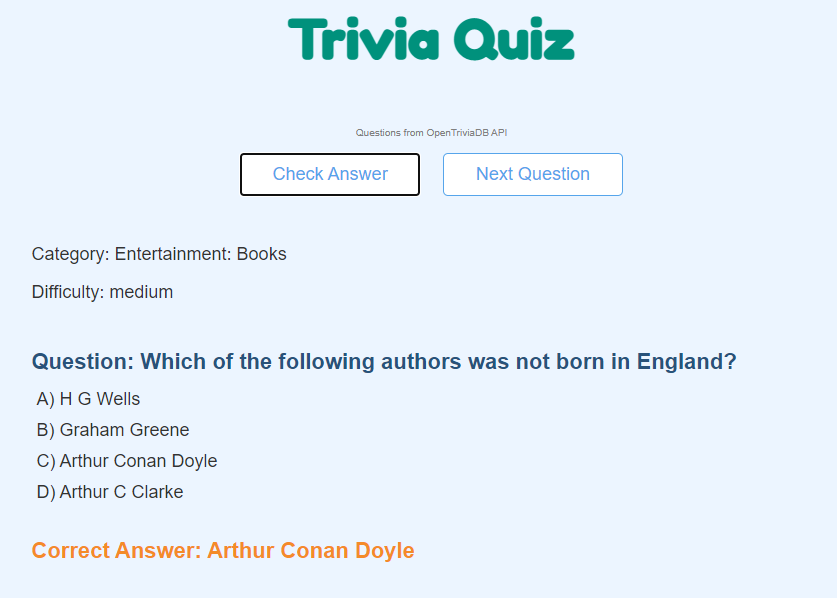 Trivia Quiz
Questions from OpenTriviaDB API
Check Answer Next Question
Category: Entertainment: Books
Difficulty: medium
Question: Which of the following authors was not born in England?
A) H G Wells
B) Graham Greene
C) Arthur Conan Doyle
D) Arthur C Clarke
Correct Answer: Arthur Conan Doyle